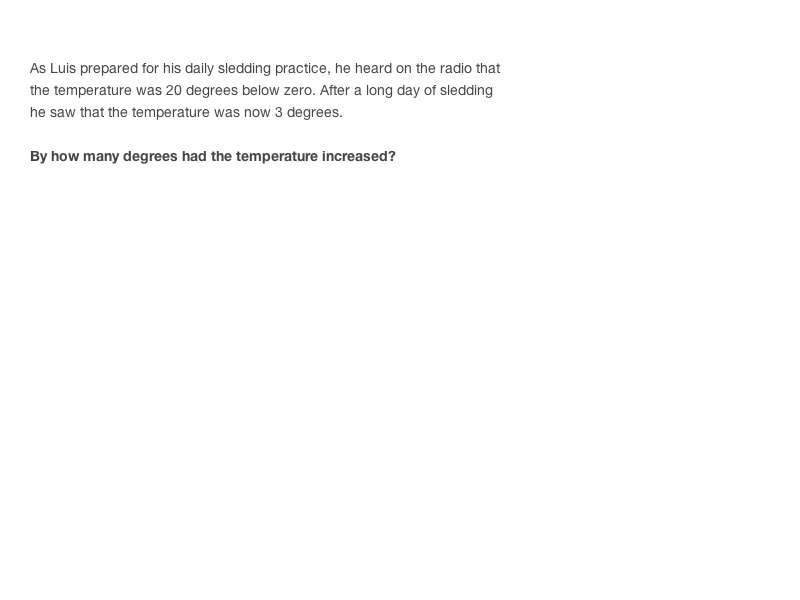 As Luis prepared for his daily sledding practice, he heard on the radio that
the temperature was 20 degrees below zero. After a long day of sledding
he saw that the temperature was now 3 degrees.
By how many degrees had the temperature increased?